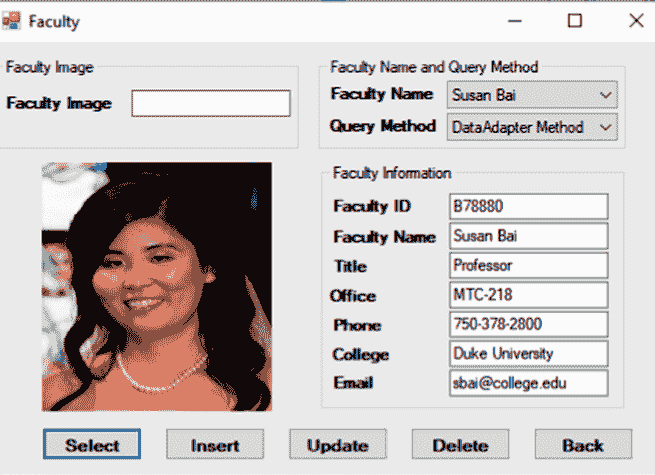 Faculty
Faculty Image
Faculty Image
Faculty Name and Query Method
Faculty Name Susan Bai
Query Method DataAdapter Method
Faculty Information
Faculty ID B78880
Faculty Name Susan Bai
Title Professor
Office MTC-218
Phone 750-378-2800
College Duke University
Email sbai@college.edu
Select Insert Update Delete Back